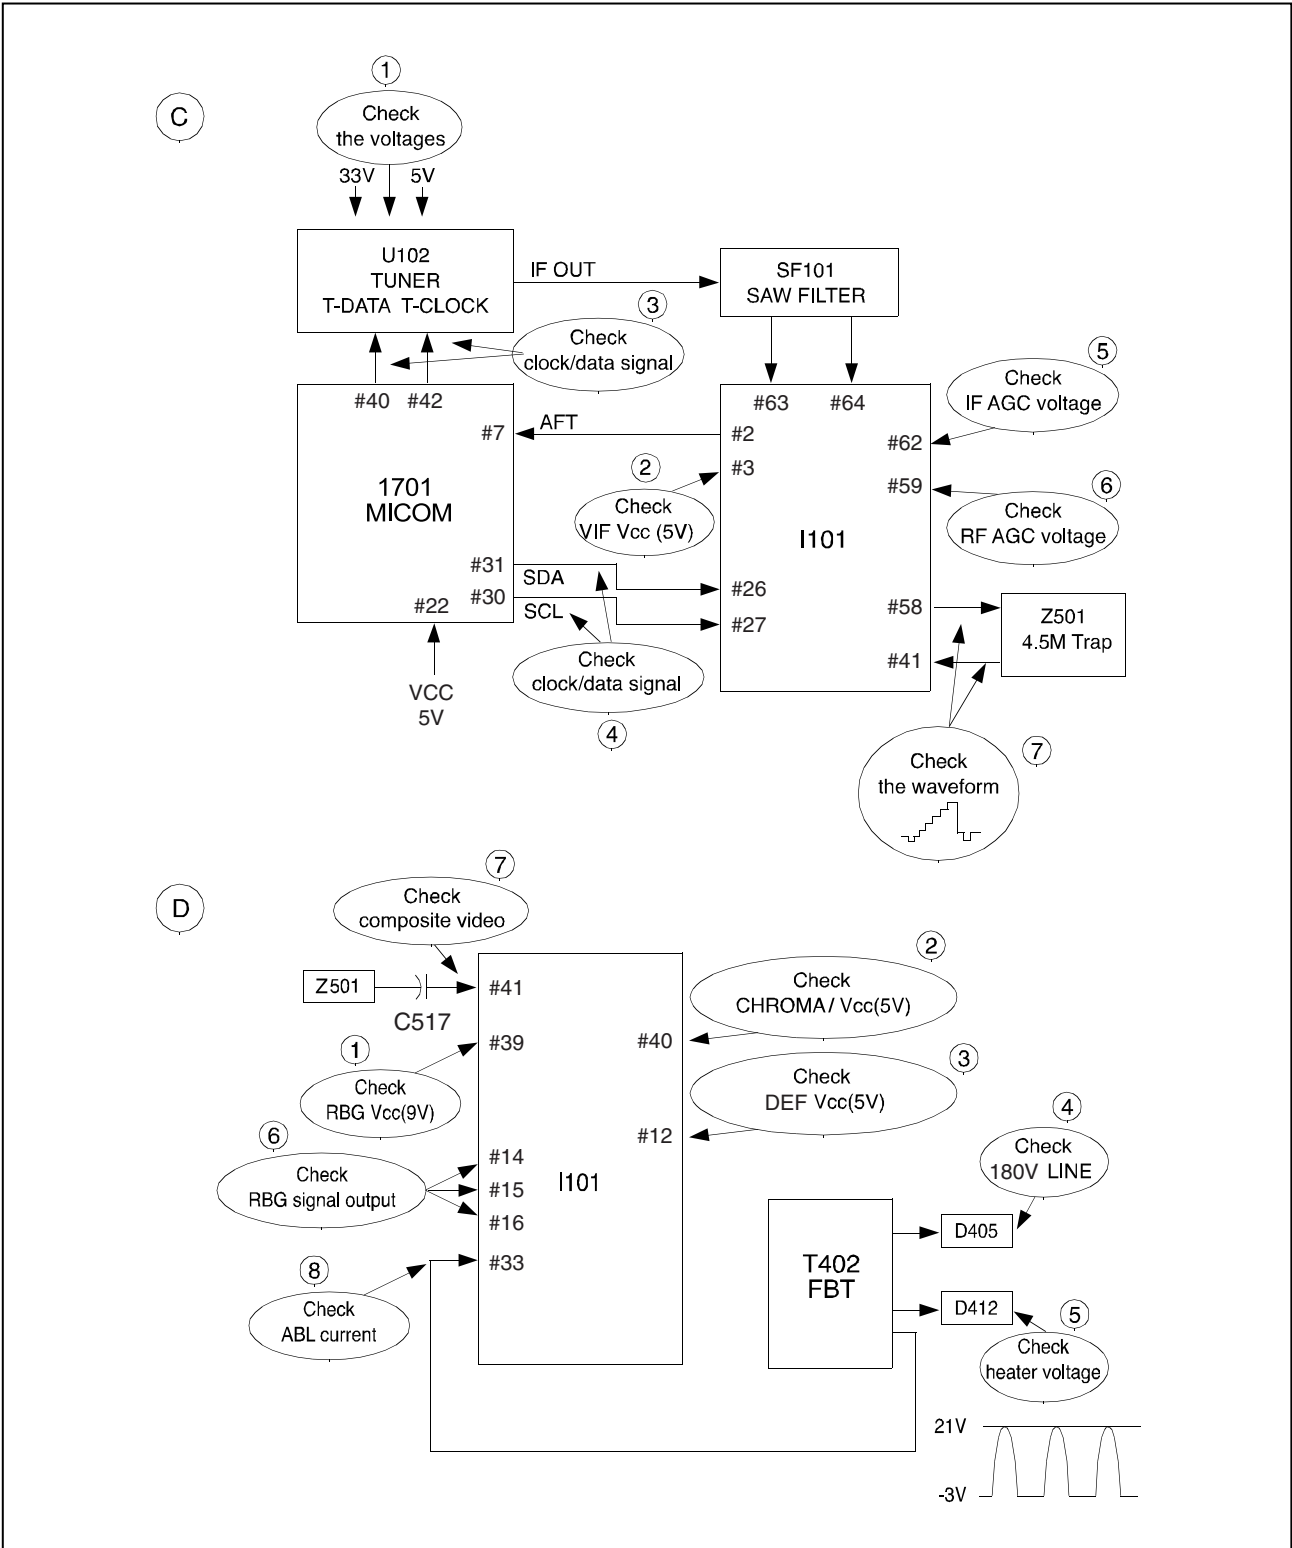 C
1
Check
the voltages
33V 5V
U102
TUNER
T-DATA T-CLOCK
IF OUT
SF101
SAW FILTER
3
Check
clock/data signal
#40 #42
#7
AFT
1701
MICOM
#31
#30
#22
SDA
SCL
VCC
5V
2
Check
VIF Vcc (5V)
4
Check
clock/data signal
#63 #64
#2
#3
#62
#59
I101
#26
#27
#58
#41
5
Check
IF AGC voltage
6
Check
RF AGC voltage
Z501
4.5M Trap
7
Check
the waveform
D
7
Check
composite video
Z501
C517
#41
#39
1
Check
RBG Vcc(9V)
6
Check
RBG signal output
#14
#15
#16
#33
I101
8
Check
ABL current
#40
#12
2
Check
CHROMA / Vcc(5V)
3
Check
DEF Vcc(5V)
4
Check
180V LINE
T402
FBT
D405
D412
5
Check
heater voltage
21V
-3V